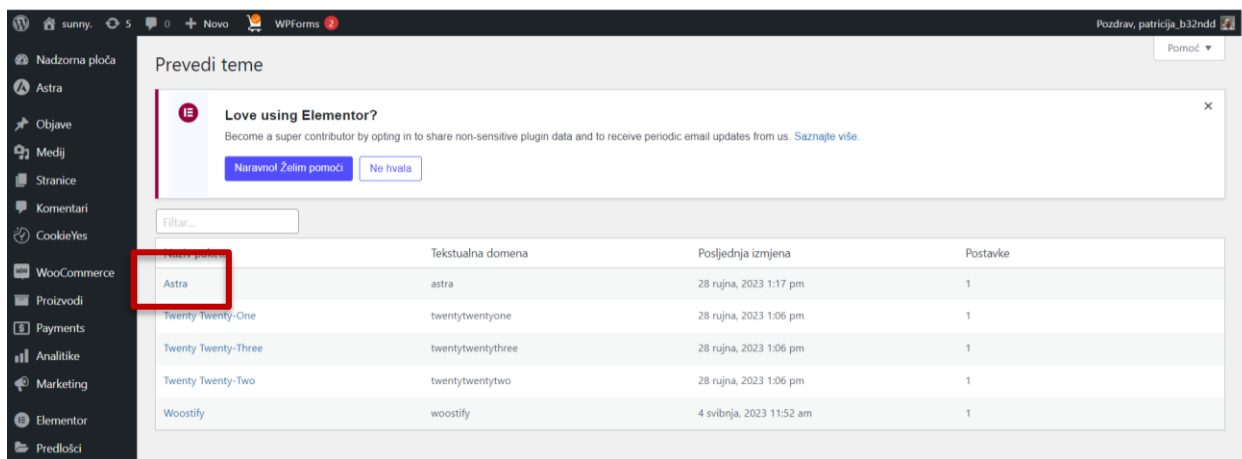 sunny. 5 0 + Novo WPForms 2 Pozdrav, patricija_b32ndd
Pomoć ▼
Nadzorna ploča
Astra
Objave
Medij
Stranice
Komentari
CookieYes
WooCommerce
Proizvodi
Payments
Analitike
Marketing
Elementor
Predlošci
Prevedi teme
Love using Elementor?
Become a super contributor by opting in to share non-sensitive plugin data and to receive periodic email updates from us. Saznajte više.
Naravno! Želim pomoći Ne hvala
Filtar...
Naziv paketa Tekstualna domena Posljednja izmjena Postavke
Astra astra 28 rujna, 2023 1:17 pm 1
Twenty Twenty-One twentytwentyone 28 rujna, 2023 1:06 pm 1
Twenty Twenty-Three twentytwentythree 28 rujna, 2023 1:06 pm 1
Twenty Twenty-Two twentytwentytwo 28 rujna, 2023 1:06 pm 1
Woostify woostify 4 svibnja, 2023 11:52 am 1